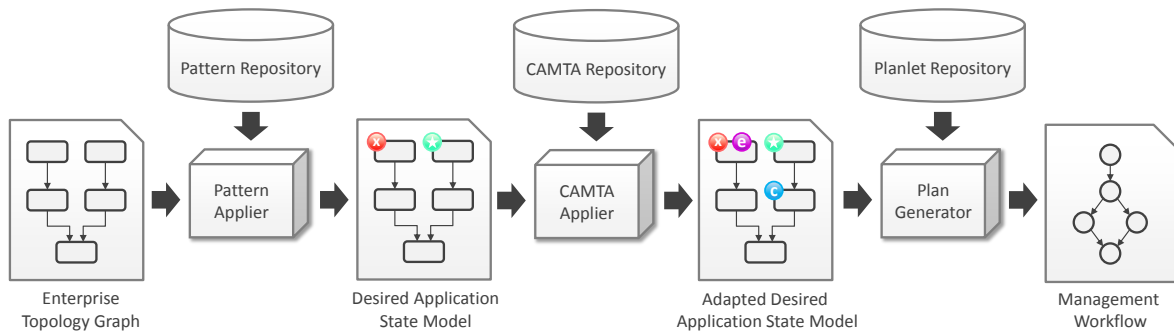 Pattern Repository
CAMTA Repository
Planlet Repository
x
★
x
e
★
c
Pattern
Applier
CAMTA
Applier
Plan
Generator
Enterprise
Topology Graph
Desired Application
State Model
Adapted Desired
Application State Model
Management
Workflow